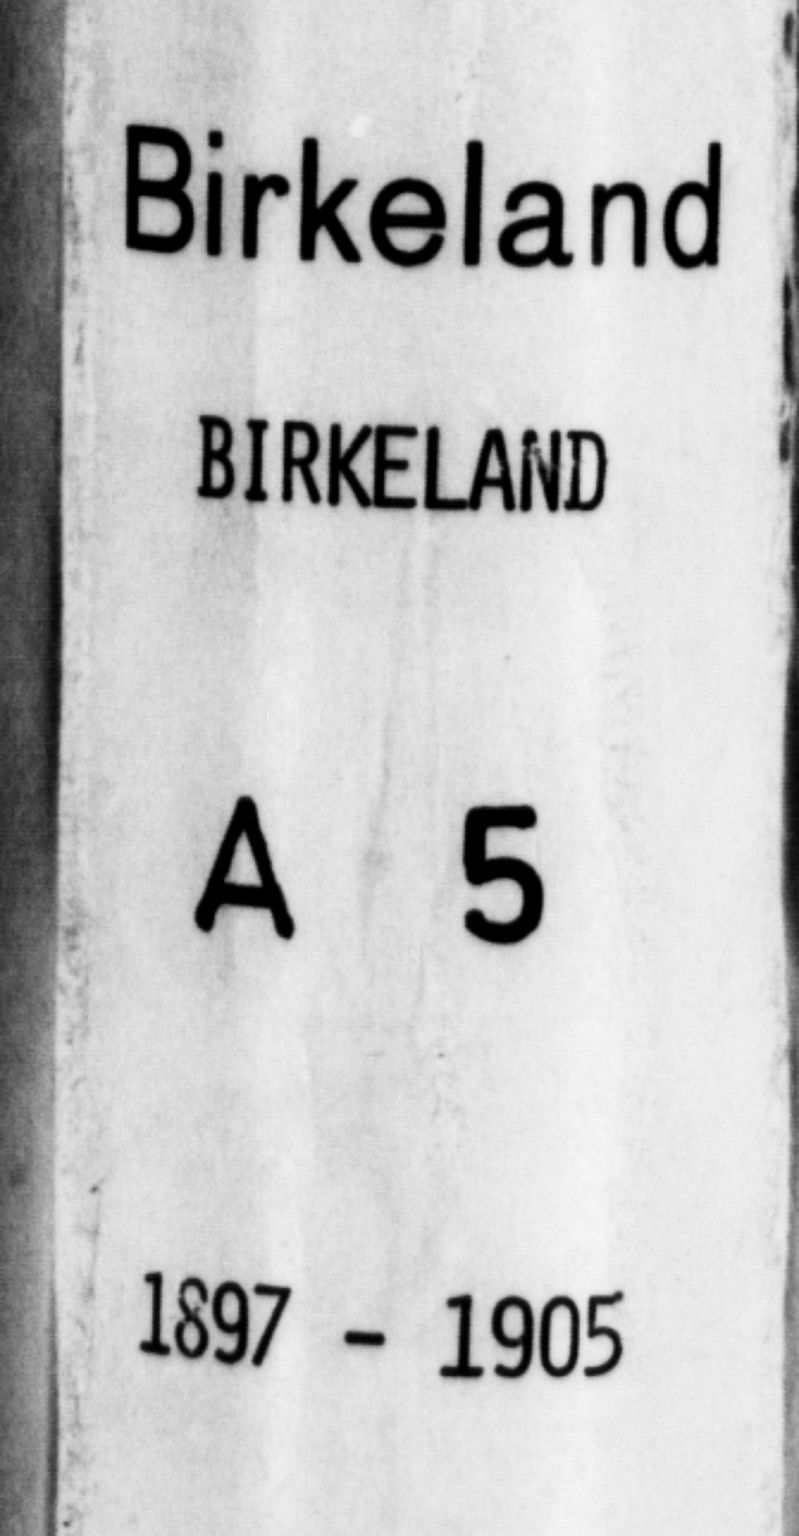 Birkeland
BIRKELAND
A 5
1897 - 1905